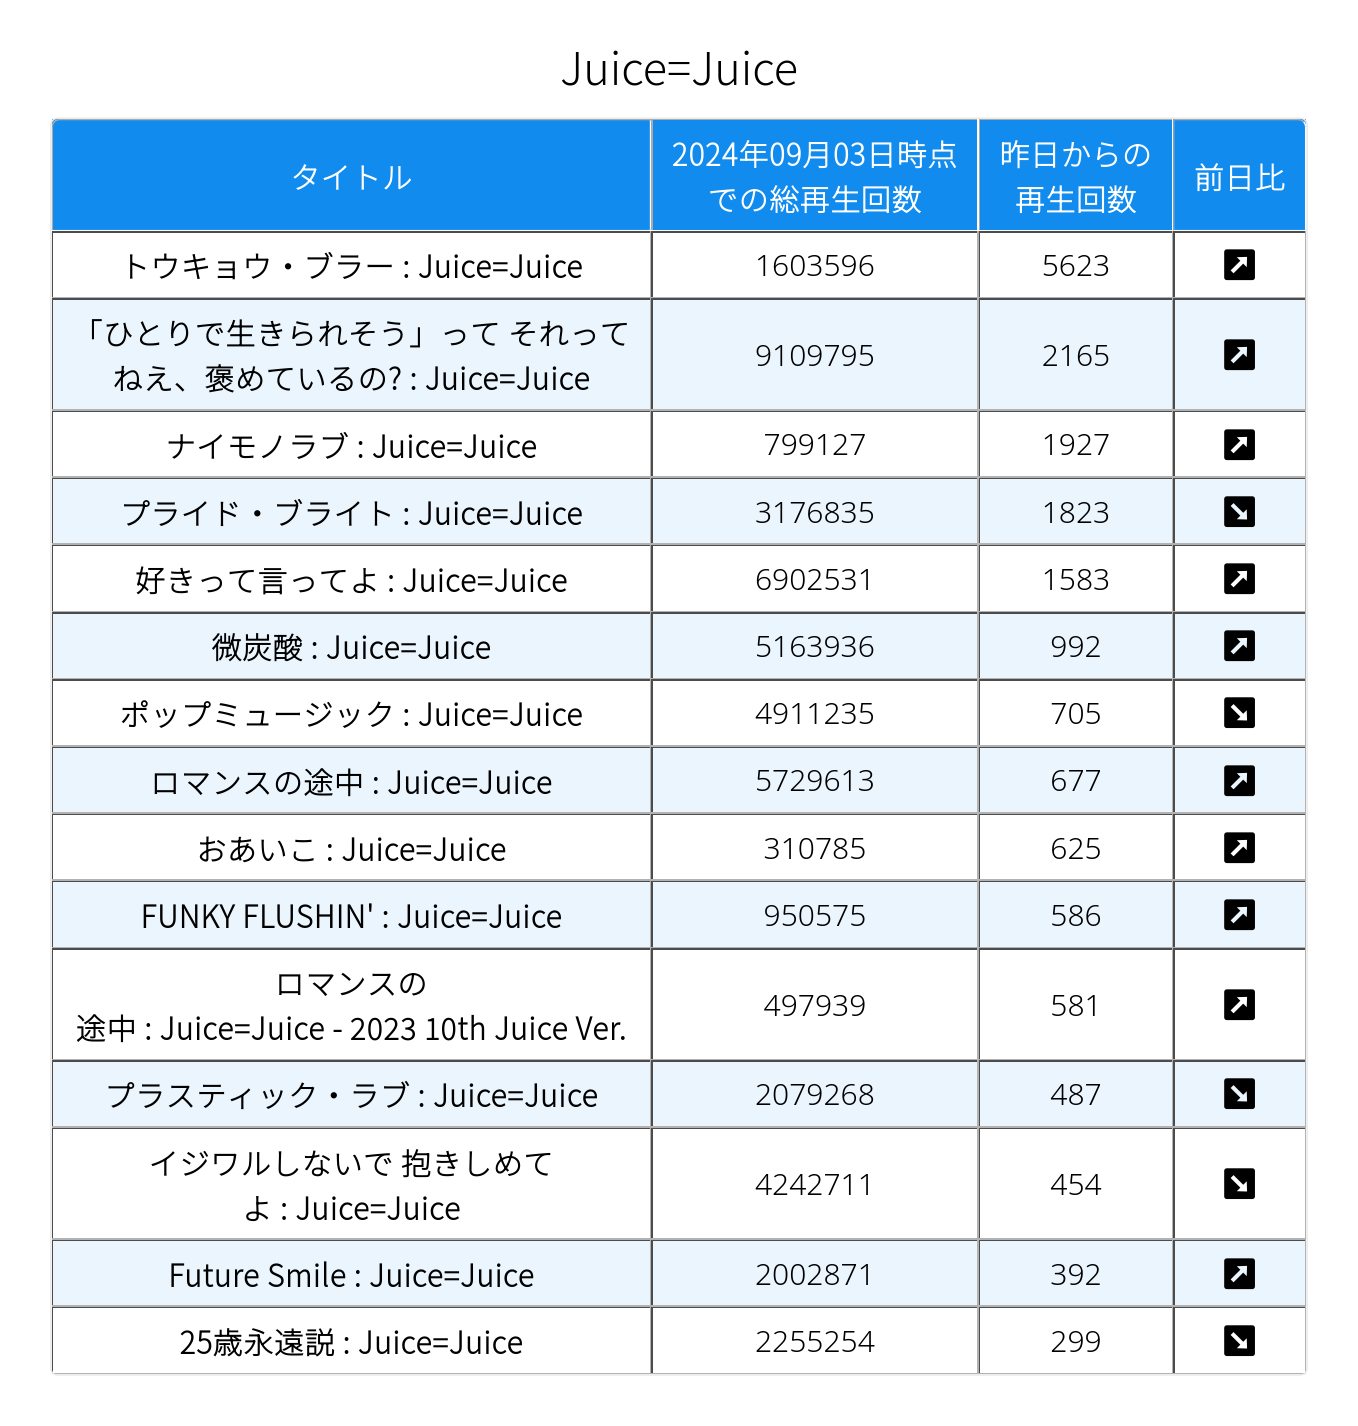 Juice=Juice
タイトル
2024年09月03日時点
での総再生回数
昨日からの
再生回数
前日比
トウキョウ・ブラー : Juice=Juice 1603596 5623
「ひとりで生きられそう」って それって
ねえ、褒めているの? : Juice=Juice 9109795 2165
ナイモノラブ : Juice=Juice 799127 1927
プライド・ブライト : Juice=Juice 3176835 1823
好きって言ってよ : Juice=Juice 6902531 1583
微炭酸 : Juice=Juice 5163936 992
ポップミュージック : Juice=Juice 4911235 705
ロマンスの途中 : Juice=Juice 5729613 677
おあいこ : Juice=Juice 310785 625
FUNKY FLUSHIN' : Juice=Juice 950575 586
ロマンスの
途中 : Juice=Juice - 2023 10th Juice Ver. 497939 581
プラスティック・ラブ : Juice=Juice 2079268 487
イジワルしないで 抱きしめて
よ : Juice=Juice 4242711 454
Future Smile : Juice=Juice 2002871 392
25歳永遠説 : Juice=Juice 2255254 299